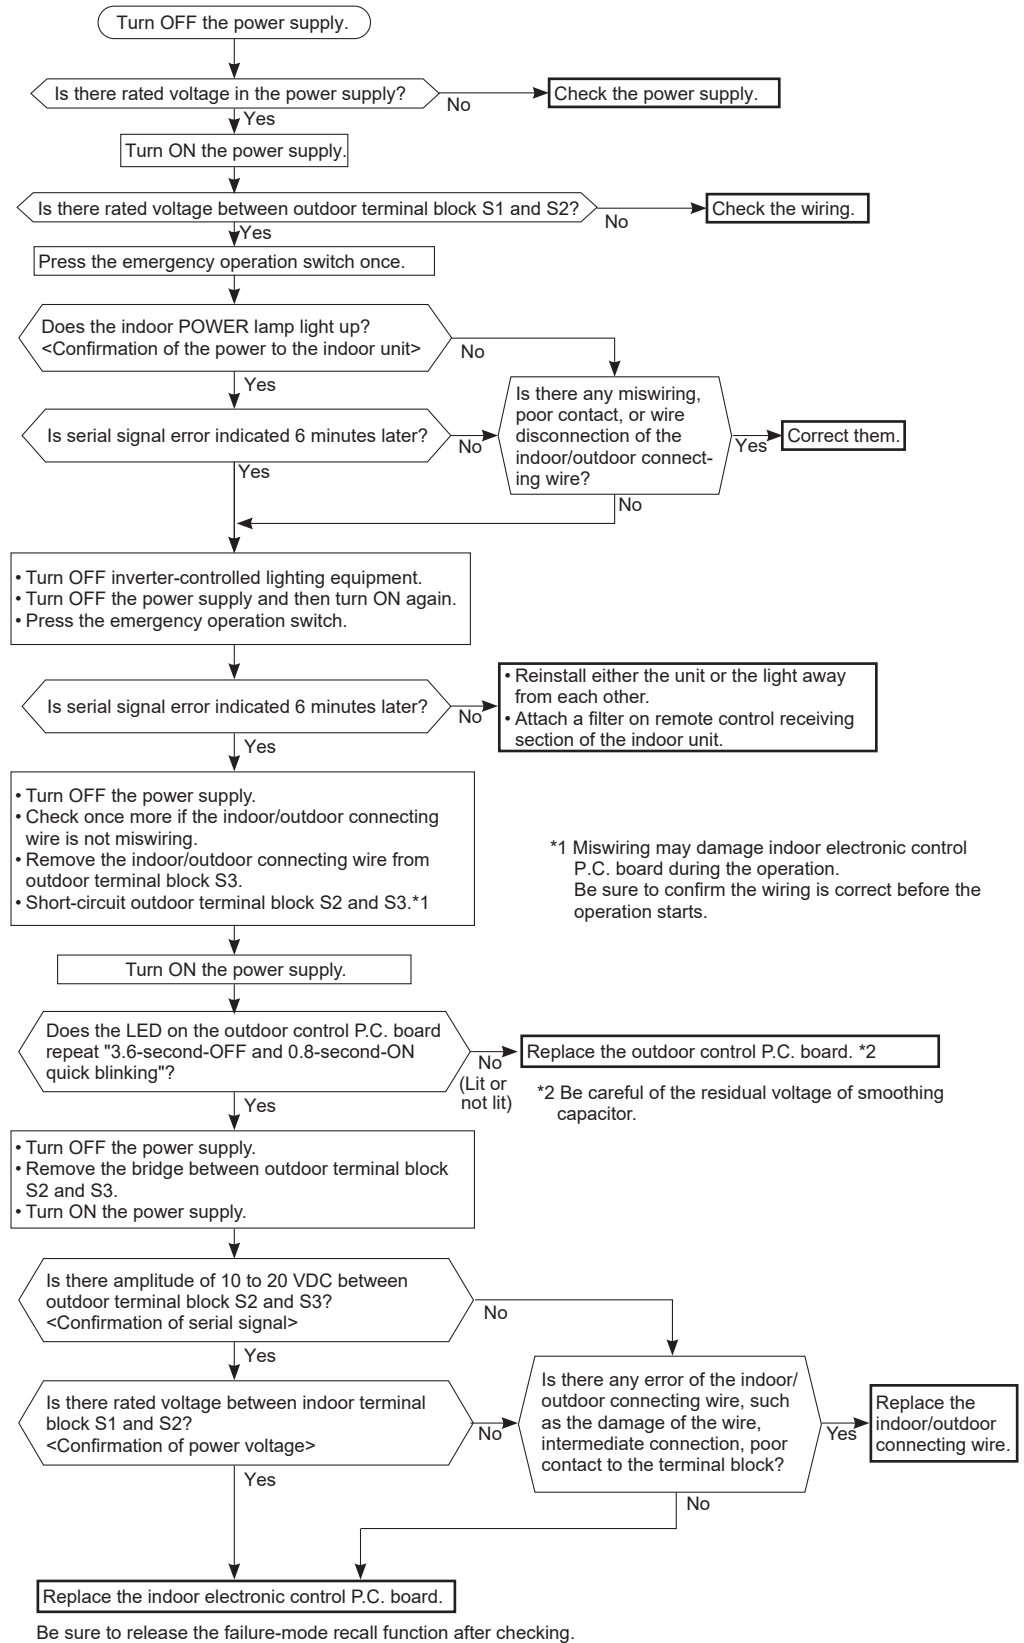 Turn OFF the power supply.
Is there rated voltage in the power supply?
No
Check the power supply.
Yes
Turn ON the power supply.
Is there rated voltage between outdoor terminal block S1 and S2?
No
Check the wiring.
Yes
Press the emergency operation switch once.
Does the indoor POWER lamp light up?
<Confirmation of the power to the indoor unit>
No
Yes
Is there any miswiring,
poor contact, or wire
disconnection of the
indoor/outdoor connect-
ing wire?
Is serial signal error indicated 6 minutes later?
No
Yes
Correct them.
Yes
No
• Turn OFF inverter-controlled lighting equipment.
• Turn OFF the power supply and then turn ON again.
• Press the emergency operation switch.
Is serial signal error indicated 6 minutes later?
No
• Reinstall either the unit or the light away
from each other.
• Attach a filter on remote control receiving
section of the indoor unit.
Yes
• Turn OFF the power supply.
• Check once more if the indoor/outdoor connecting
wire is not miswiring.
• Remove the indoor/outdoor connecting wire from
outdoor terminal block S3.
• Short-circuit outdoor terminal block S2 and S3.*1
*1 Miswiring may damage indoor electronic control
P.C. board during the operation.
Be sure to confirm the wiring is correct before the
operation starts.
Turn ON the power supply.
Does the LED on the outdoor control P.C. board
repeat "3.6-second-OFF and 0.8-second-ON
quick blinking"?
No
(Lit or
not lit)
Replace the outdoor control P.C. board. *2
*2 Be careful of the residual voltage of smoothing
capacitor.
Yes
• Turn OFF the power supply.
• Remove the bridge between outdoor terminal block
S2 and S3.
• Turn ON the power supply.
Is there amplitude of 10 to 20 VDC between
outdoor terminal block S2 and S3?
<Confirmation of serial signal>
No
Yes
Is there rated voltage between indoor terminal
block S1 and S2?
<Confirmation of power voltage>
No
Is there any error of the indoor/
outdoor connecting wire, such
as the damage of the wire,
intermediate connection, poor
contact to the terminal block?
Yes
Replace the
indoor/outdoor
connecting wire.
Yes
No
Replace the indoor electronic control P.C. board.
Be sure to release the failure-mode recall function after checking.